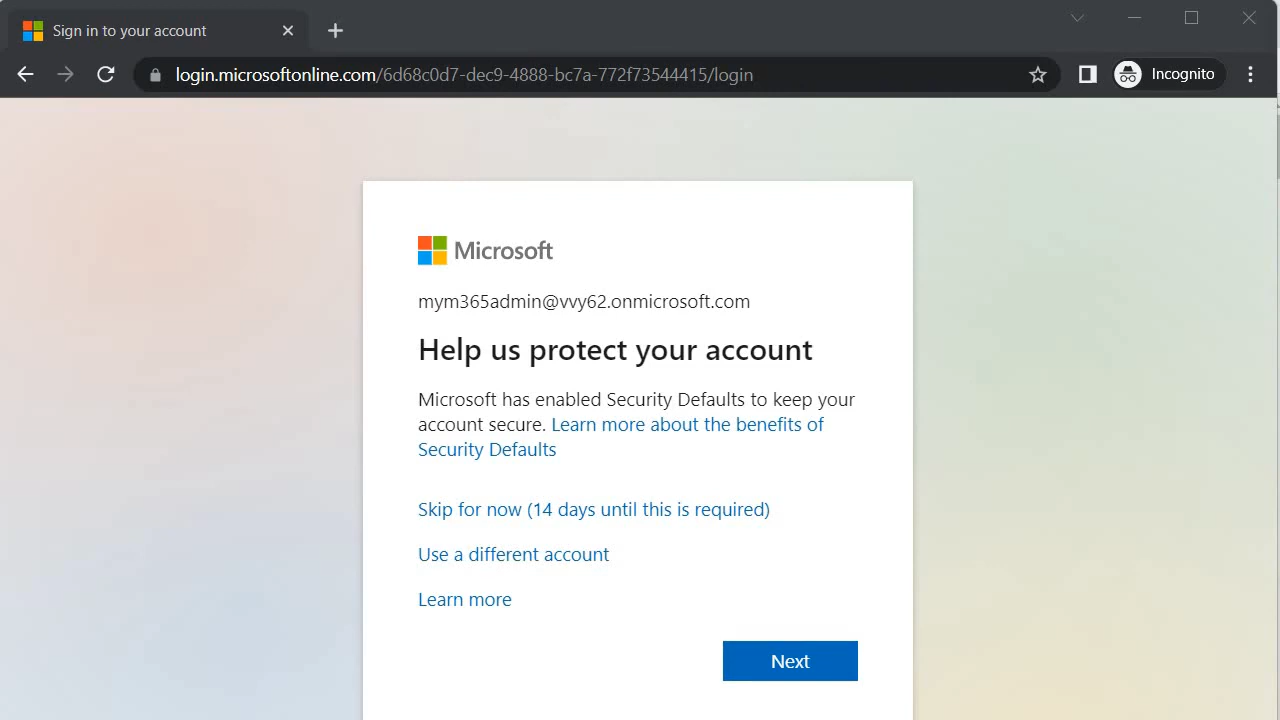 Sign in to your account
login.microsoftonline.com/6d68c0d7-dec9-4888-bc7a-772f73544415/login
Incognito
Microsoft
mym365admin@vvy62.onmicrosoft.com
Help us protect your account
Microsoft has enabled Security Defaults to keep your
account secure. Learn more about the benefits of
Security Defaults
Skip for now (14 days until this is required)
Use a different account
Learn more
Next